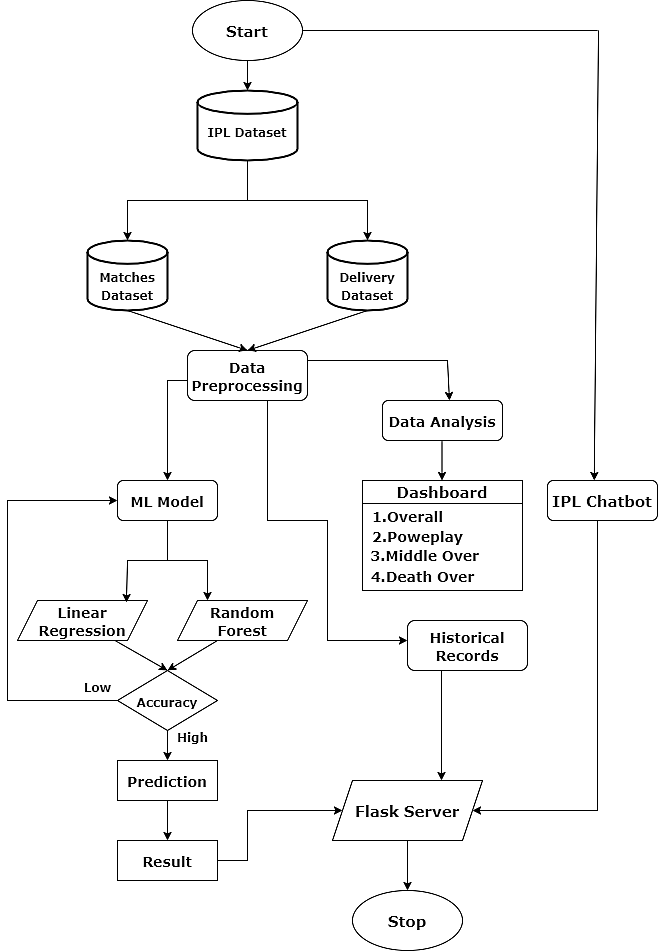 Start
IPL Dataset
Matches
Dataset
Delivery
Dataset
Data
Preprocessing
Data Analysis
ML Model
Dashboard
1.Overall
2.Poweplay
3.Middle Over
4.Death Over
IPL Chatbot
Linear
Regression
Random
Forest
Historical
Records
Low
Accuracy
High
Prediction
Flask Server
Result
Stop